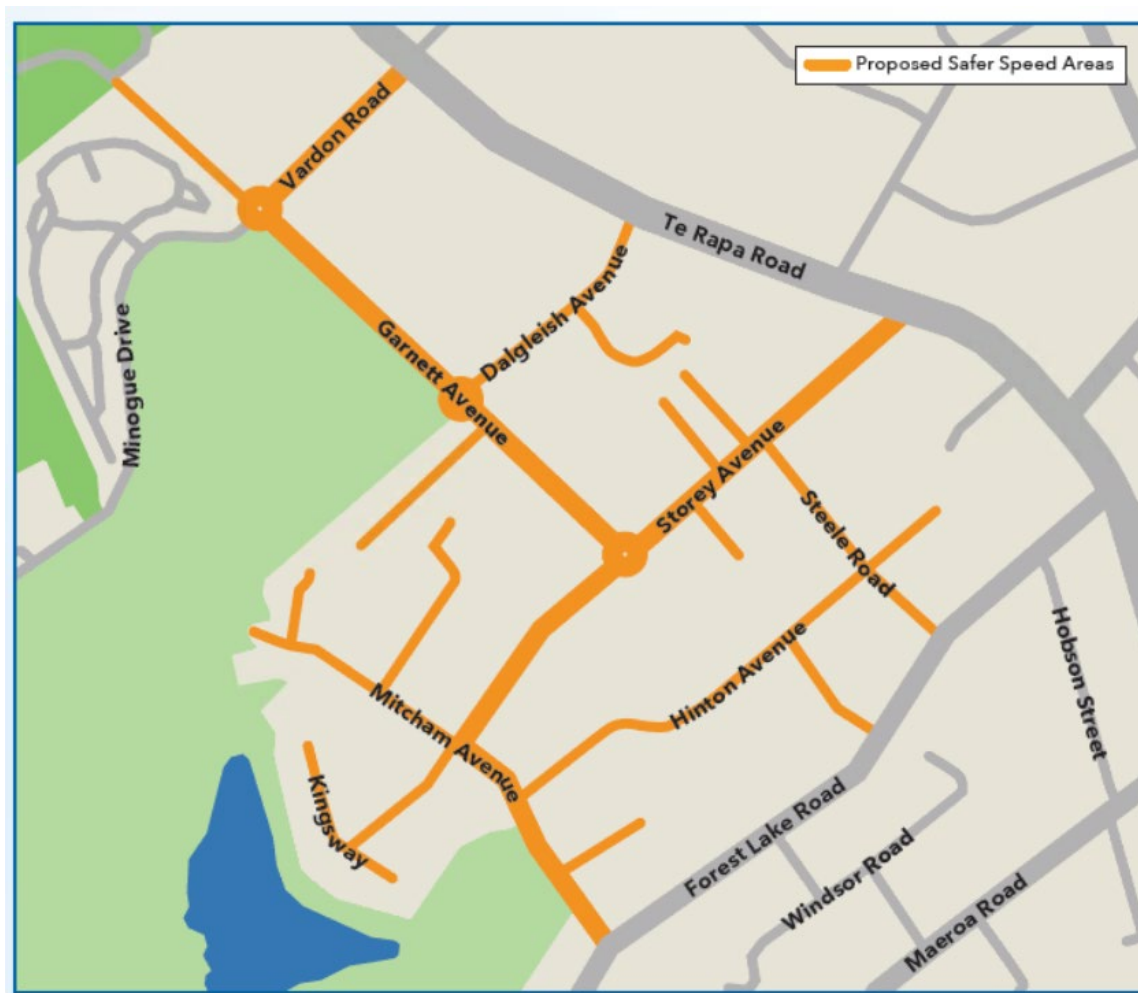 Proposed Safer Speed Areas
Vardon Road
Te Rapa Road
Dalgleish Avenue
Garnett Avenue
Minogue Drive
Storey Avenue
Steele Road
Hinton Avenue
Hobson Street
Mitcham Avenue
Kingsway
Forest Lake Road
Windsor Road
Maeroa Road